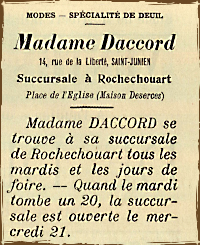 MODES — SPÉCIALITÉ DE DEUIL
Madame Daccord
14, rue de la Liberté, SAINT-JUNIEN
Succursale à Rochechouart
Place de l'Eglise (Maison Deserces)
Madame DACCORD se
trouve à sa succursale
de Rochechouart tous les
mardis et les jours de
foire. — Quand le mardi
tombe un 20, la succur-
sale est ouverte le mer-
credi 21.